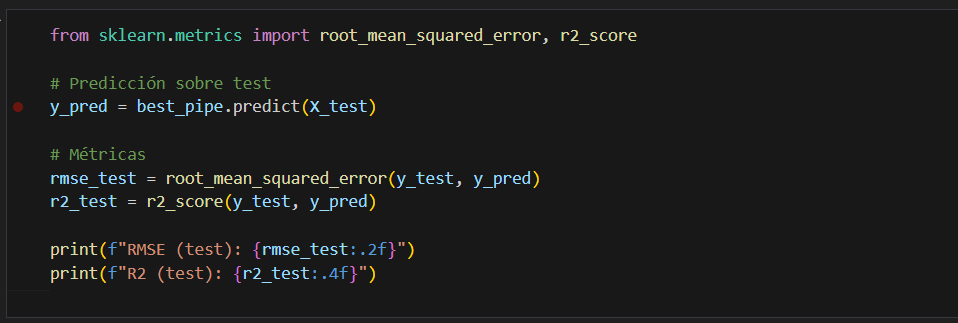 from sklearn.metrics import root_mean_squared_error, r2_score
# Predicción sobre test
y_pred = best_pipe.predict(X_test)
# Métricas
rmse_test = root_mean_squared_error(y_test, y_pred)
r2_test = r2_score(y_test, y_pred)
print(f"RMSE (test): {rmse_test:.2f}")
print(f"R2 (test): {r2_test:.4f}")